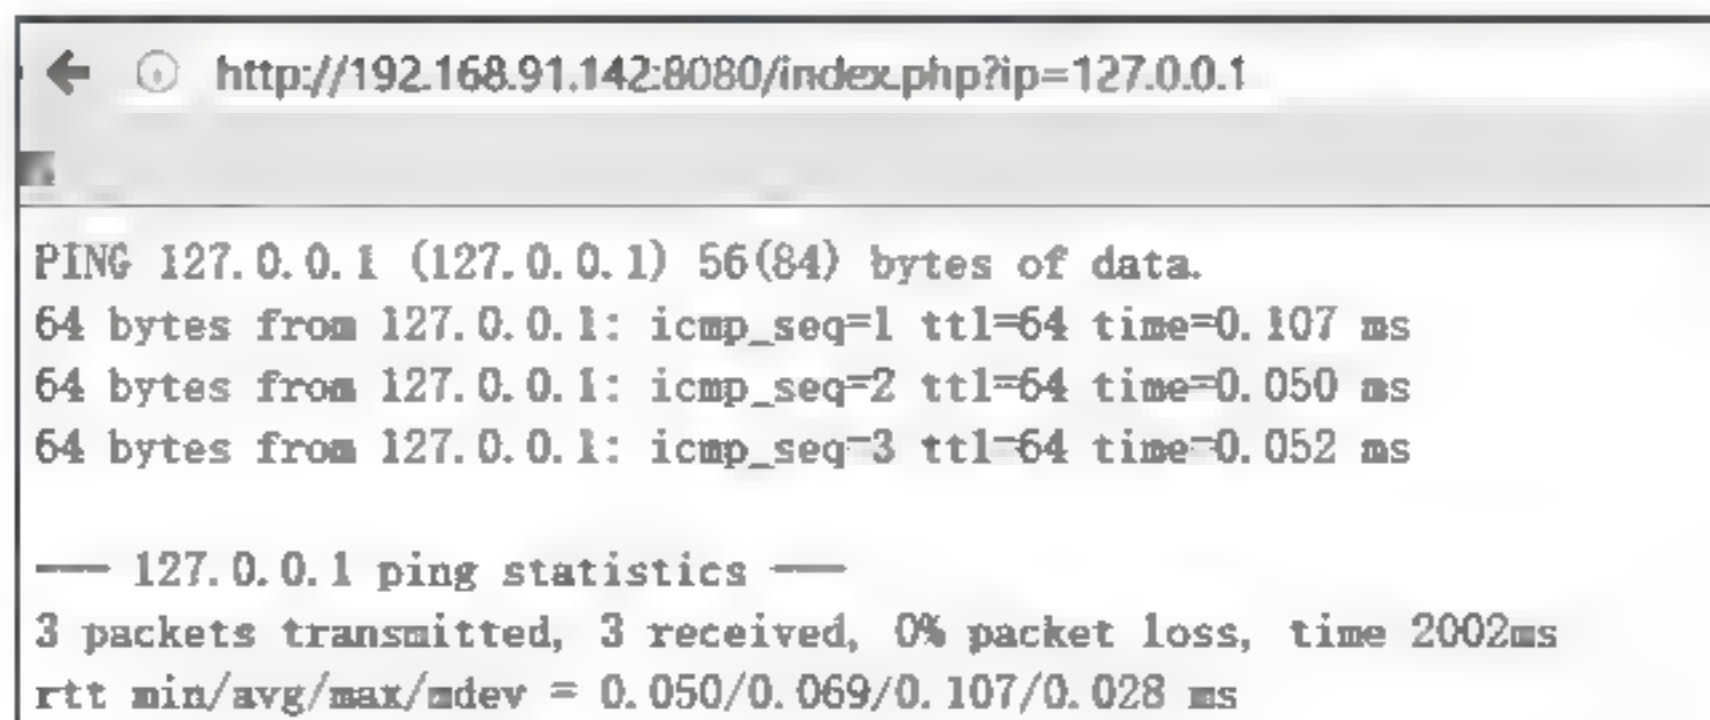 http://192.168.91.142:8080/index.php?ip=127.0.0.1
PING 127.0.0.1 (127.0.0.1) 56(84) bytes of data.
64 bytes from 127.0.0.1: icmp_seq=1 ttl=64 time=0.107 ms
64 bytes from 127.0.0.1: icmp_seq=2 ttl=64 time=0.050 ms
64 bytes from 127.0.0.1: icmp_seq=3 ttl=64 time=0.052 ms
--- 127.0.0.1 ping statistics ---
3 packets transmitted, 3 received, 0% packet loss, time 2002ms
rtt min/avg/max/mdev = 0.050/0.069/0.107/0.028 ms